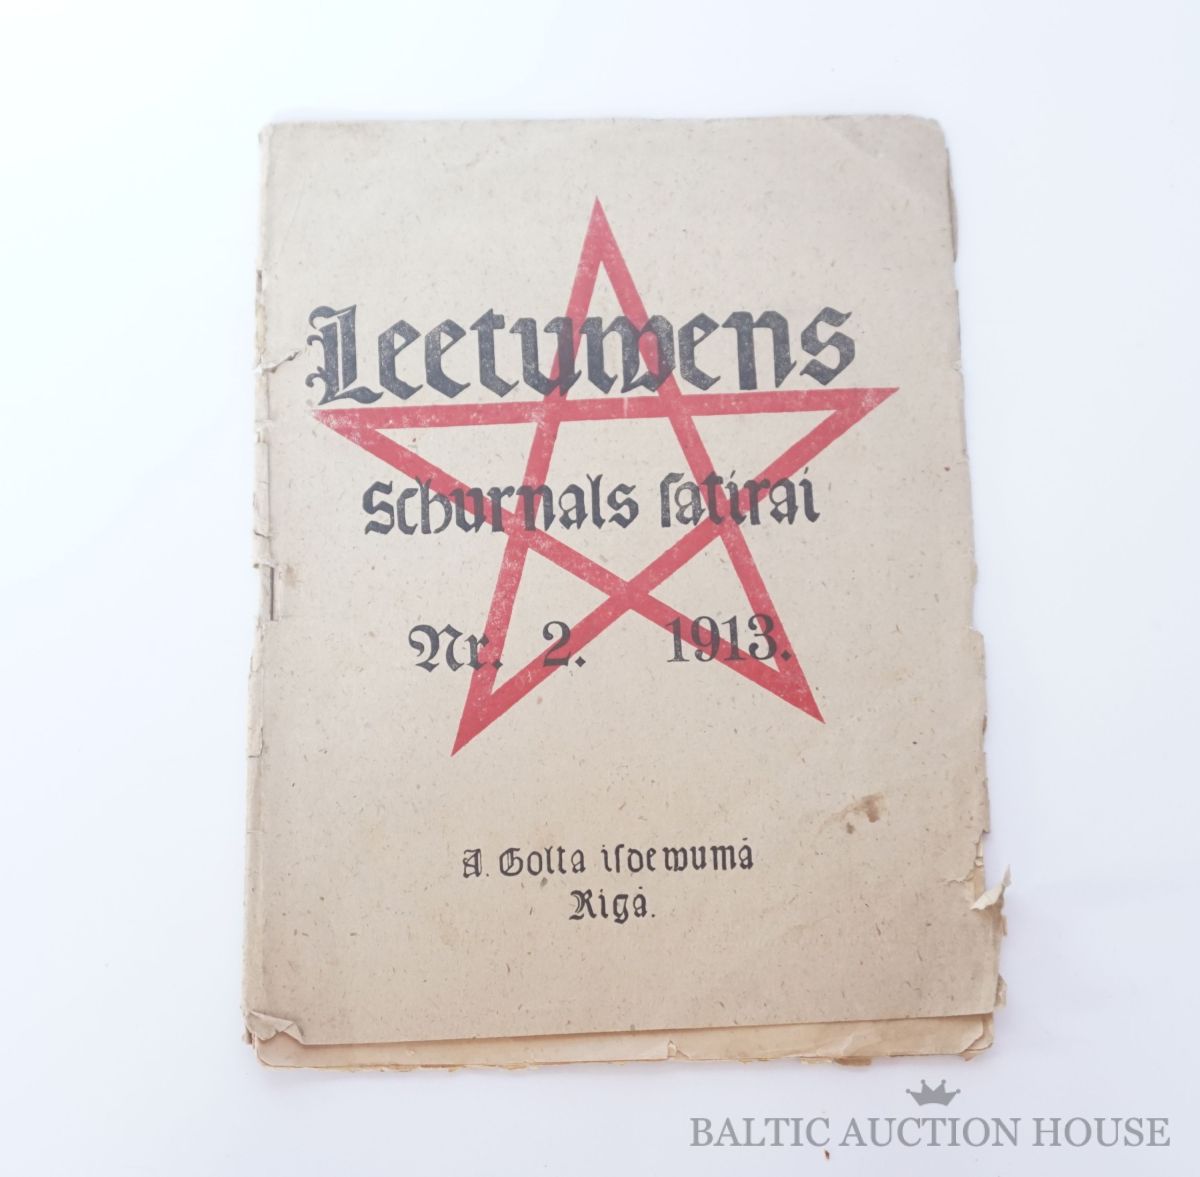 Leetuwens
Schurnals ſatirai
Nr. 2. 1913.
A. Golta iſdewumā
Rigā.
BALTIC AUCTION HOUSE